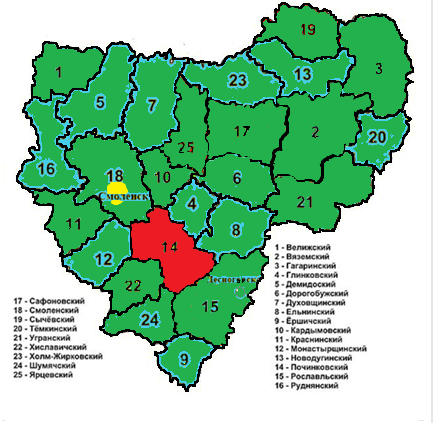 19
1
3
23
13
5
7
17
2
25
20
16
18
10
6
Смоленск
4
21
11
8
14
12
Десногорск
22
15
24
9
1 - Велижский
2 - Вяземский
3 - Гагаринский
4 - Глинковский
5 - Демидоский
6 - Дорогобужский
7 - Духовщинский
8 - Ельнинский
9 - Ёршичский
10 - Кардымовский
11 - Краснинский
12 - Монастырщинский
13 - Новодугинский
14 - Починковский
15 - Рославльский
16 - Руднянский
17 - Сафоновский
18 - Смоленский
19 - Сычёвский
20 - Тёмкинский
21 - Угранский
22 - Хиславичский
23 - Холм-Жирковский
24 - Шумячский
25 - Ярцевский